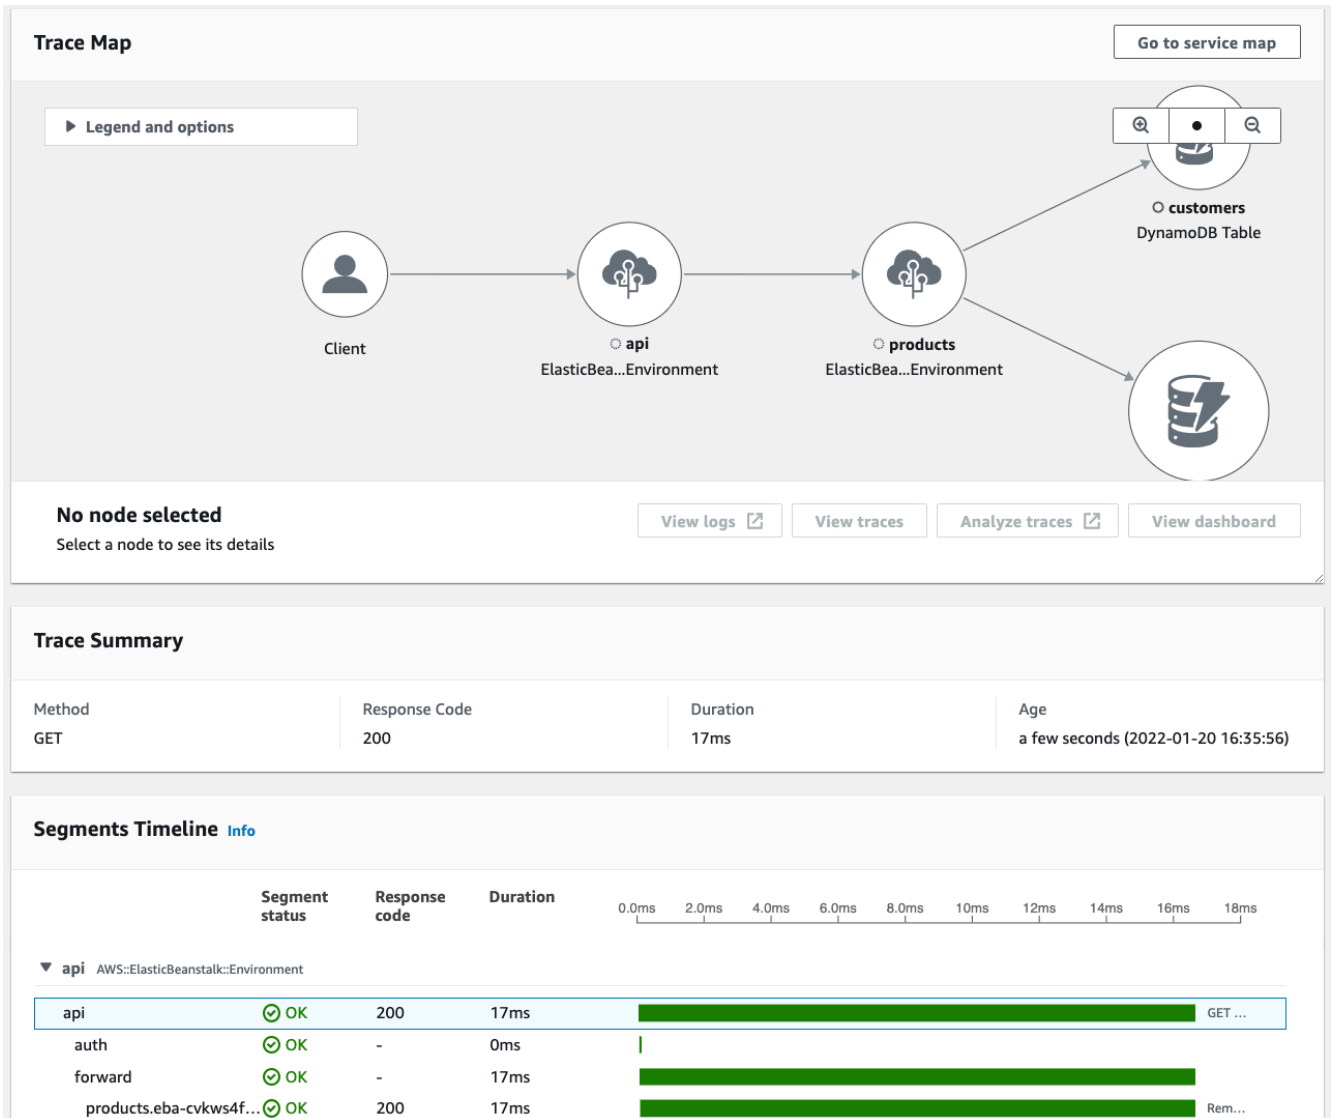 Trace Map
Go to service map
Legend and options
customers
DynamoDB Table
Client
api
ElasticBea...Environment
products
ElasticBea...Environment
No node selected
Select a node to see its details
View logs
View traces
Analyze traces
View dashboard
Trace Summary
Method
Response Code
Duration
Age
GET
200
17ms
a few seconds (2022-01-20 16:35:56)
Segments Timeline Info
Segment status
Response code
Duration
0.0ms 2.0ms 4.0ms 6.0ms 8.0ms 10ms 12ms 14ms 16ms 18ms
api AWS::ElasticBeanstalk::Environment
api OK 200 17ms GET ...
auth OK - 0ms
forward OK - 17ms
products.eba-cvkws4f... OK 200 17ms Rem...